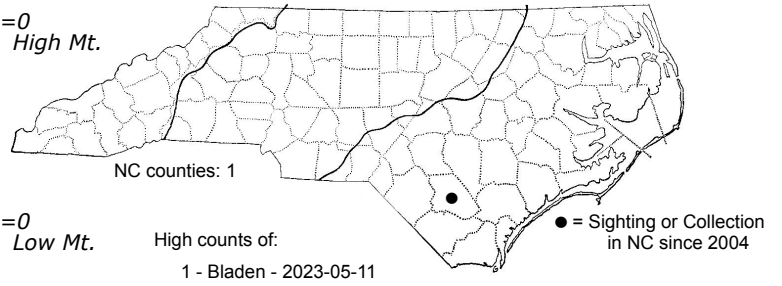 =0
High Mt.
NC counties: 1
=0
Low Mt.
High counts of:
1 - Bladen - 2023-05-11
● = Sighting or Collection
in NC since 2004